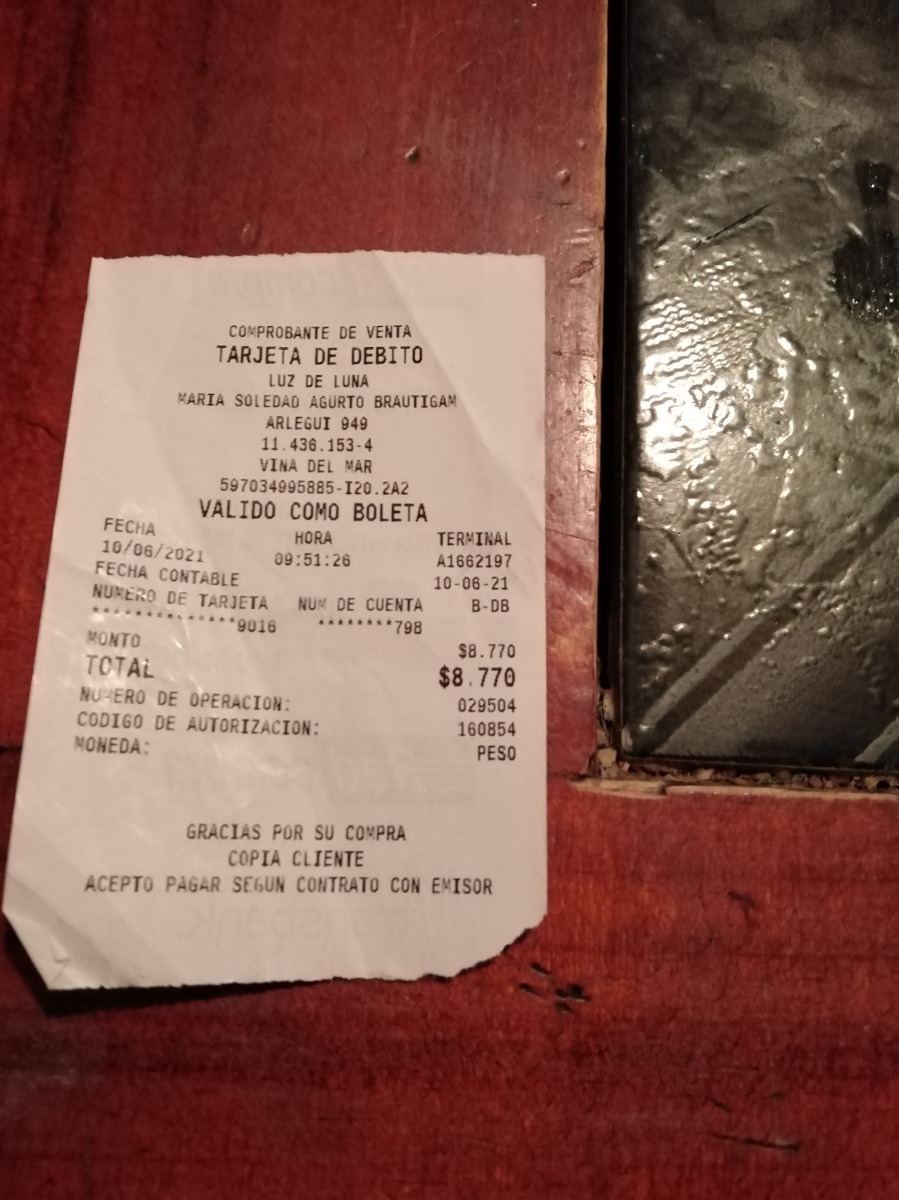 COMPROBANTE DE VENTA
TARJETA DE DEBITO
LUZ DE LUNA
MARIA SOLEDAD AGURTO BRAUTIGAM
ARLEGUI 949
11.436.153-4
VINA DEL MAR
597034995885-I20.2A2
VALIDO COMO BOLETA
FECHA HORA TERMINAL
10/06/2021 09:51:26 A1662197
FECHA CONTABLE 10-06-21
NUMERO DE TARJETA NUM DE CUENTA B-DB
**************9016 ********798
MONTO $8.770
TOTAL $8.770
NUMERO DE OPERACION: 029504
CODIGO DE AUTORIZACION: 160854
MONEDA: PESO
GRACIAS POR SU COMPRA
COPIA CLIENTE
ACEPTO PAGAR SEGUN CONTRATO CON EMISOR